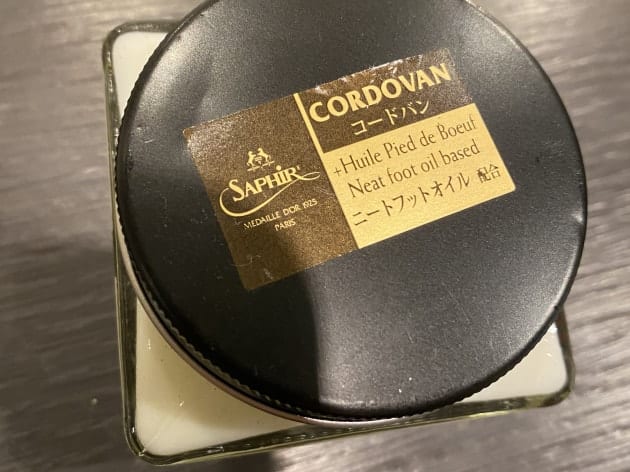 SAPHIR
MEDAILLE D'OR 1925
PARIS
CORDOVAN
コードバン
+Huile Pied de Boeuf
Neat foot oil based
ニートフットオイル 配合